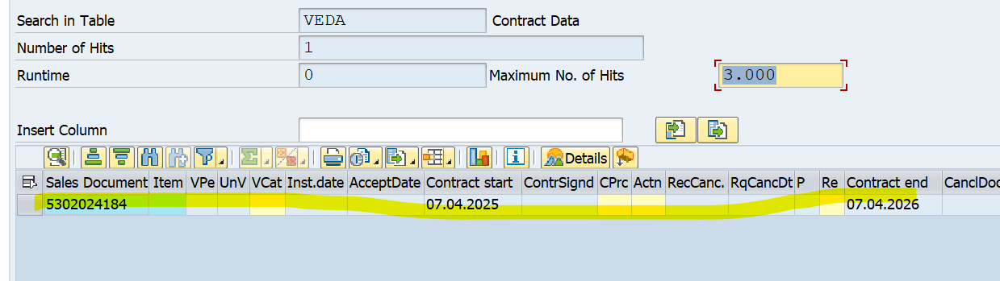 Search in Table VEDA Contract Data
Number of Hits 1
Runtime 0 Maximum No. of Hits 3.000
Insert Column
Details
Sales Document Item VPe UnV VCat Inst.date AcceptDate Contract start ContrSignd CPrc Actn RecCanc. RqCancDt P Re Contract end CanclDoc
5302024184 07.04.2025 07.04.2026